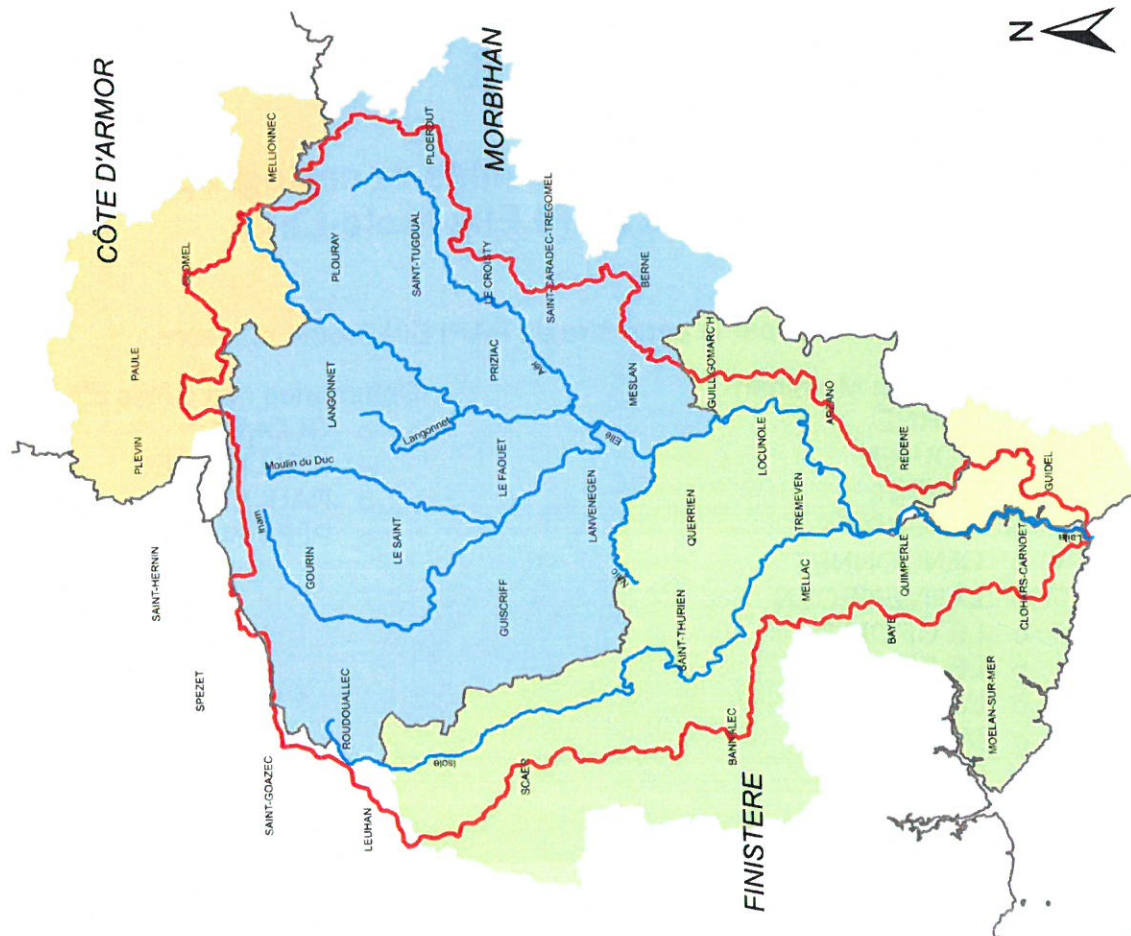 N
CÔTE D'ARMOR
MELLIONNEC
GLOMEL
PAULE
PLEVIN
MORBIHAN
PLOERDUT
PLOURAY
SAINT-TUGDUAL
LE CROISTY
SAINT-CARADEC-TREGOMEL
BERNE
LANGONNET
PRIZIAC
Aër
MESLAN
GUILLIGOMARC'H
Langonnet
Moulin du Duc
Inam
LE FAOUET
Ellé
LE SAINT
GOURIN
LANVENEGEN
GUISCRIFF
ROUDOUALLEC
SAINT-HERNIN
SPEZET
SAINT-GOAZEC
LEUHAN
Isole
SCAER
BANNALEC
SAINT-THURIEN
QUERRIEN
LOCUNOLE
ARZANO
TREMEVEN
REDENE
MELLAC
QUIMPERLE
BAYE
GUIDEL
Laïta
CLOHARS-CARNOET
MOELAN-SUR-MER
FINISTERE